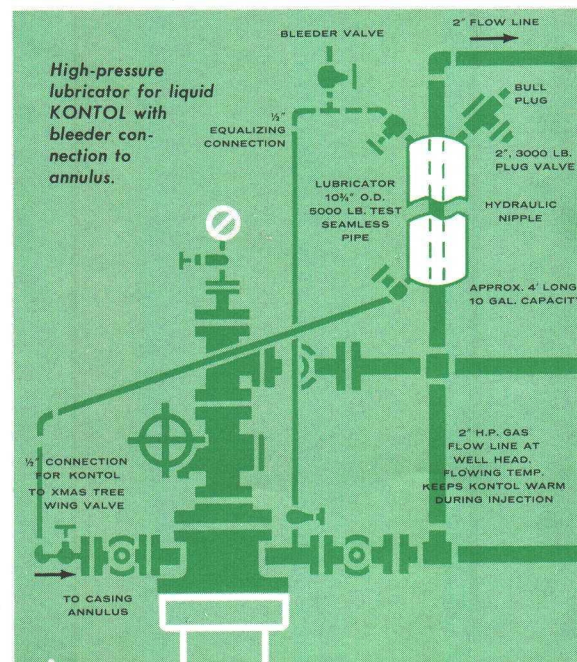 2" FLOW LINE
BLEEDER VALVE
High-pressure
lubricator for liquid
KONTOL with
bleeder con-
nection to
annulus.
½"
EQUALIZING
CONNECTION
BULL
PLUG
2", 3000 LB.
PLUG VALVE
LUBRICATOR
10¾" O.D.
5000 LB. TEST
SEAMLESS
PIPE
HYDRAULIC
NIPPLE
APPROX. 4' LONG
10 GAL. CAPACITY
½" CONNECTION
FOR KONTOL
TO XMAS TREE
WING VALVE
2" H.P. GAS
FLOW LINE AT
WELL HEAD.
FLOWING TEMP.
KEEPS KONTOL WARM
DURING INJECTION
TO CASING
ANNULUS